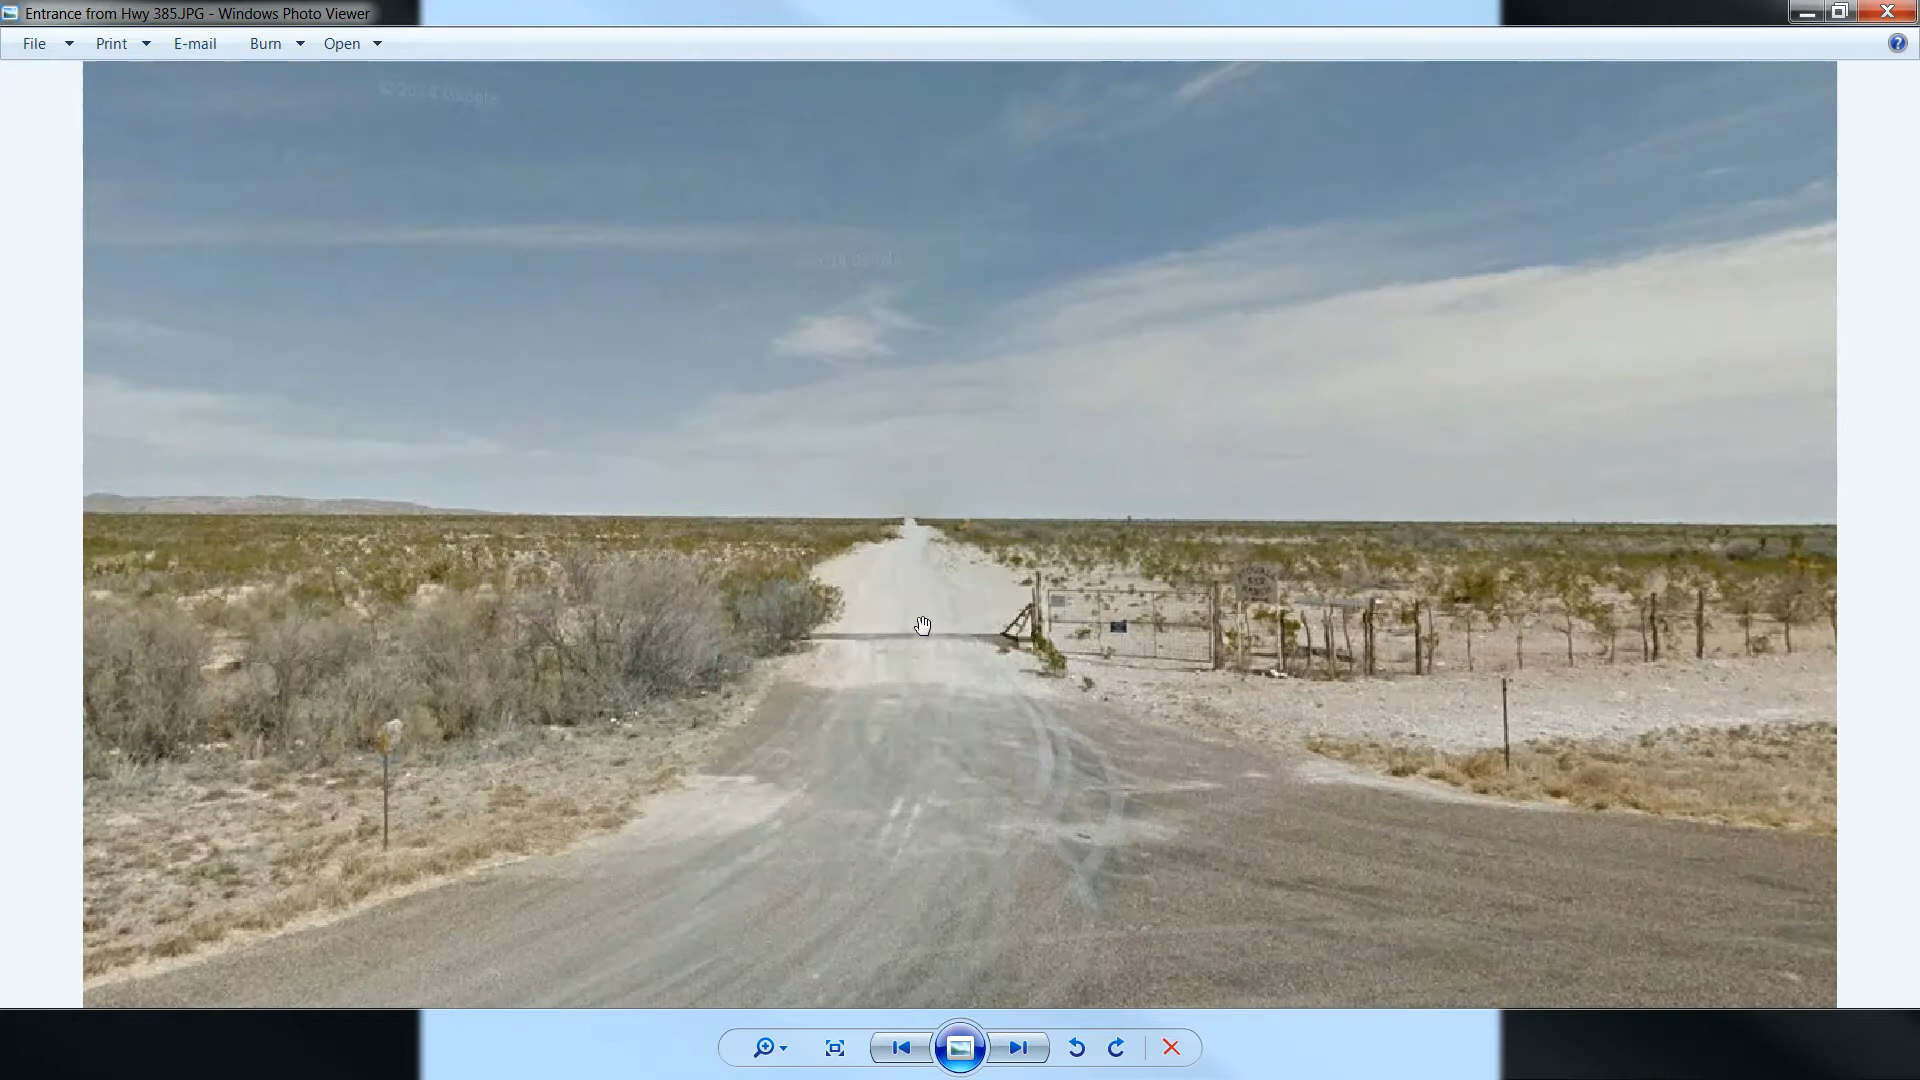 Entrance from Hwy 385.JPG - Windows Photo Viewer
File Print E-mail Burn Open